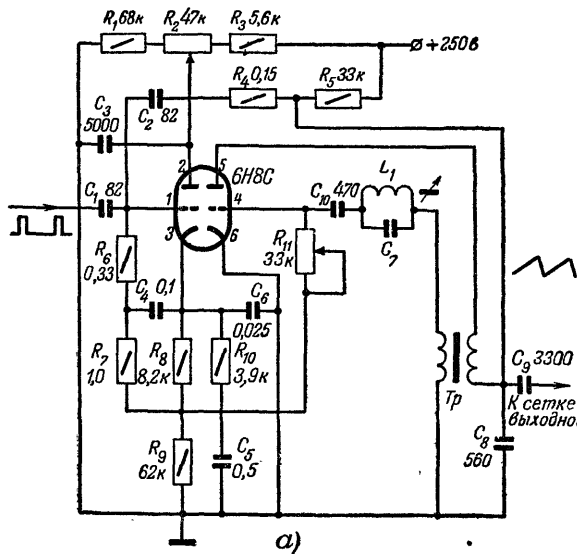 R1 68к R2 47к R3 5,6к
+250в
R4 0,15 R5 33к
C3
5000
C2 82
2 5
6Н8С
C1 82
1 4
C10 470
L1
C7
3 6
R6
0,33
R11
33к
C4 0,1
C6
0,025
R7
1,0
R8
8,2к
R10
3,9к
Тр
C9 3300
К сетке
выходной
R9
62к
C5
0,5
C8
560
а)